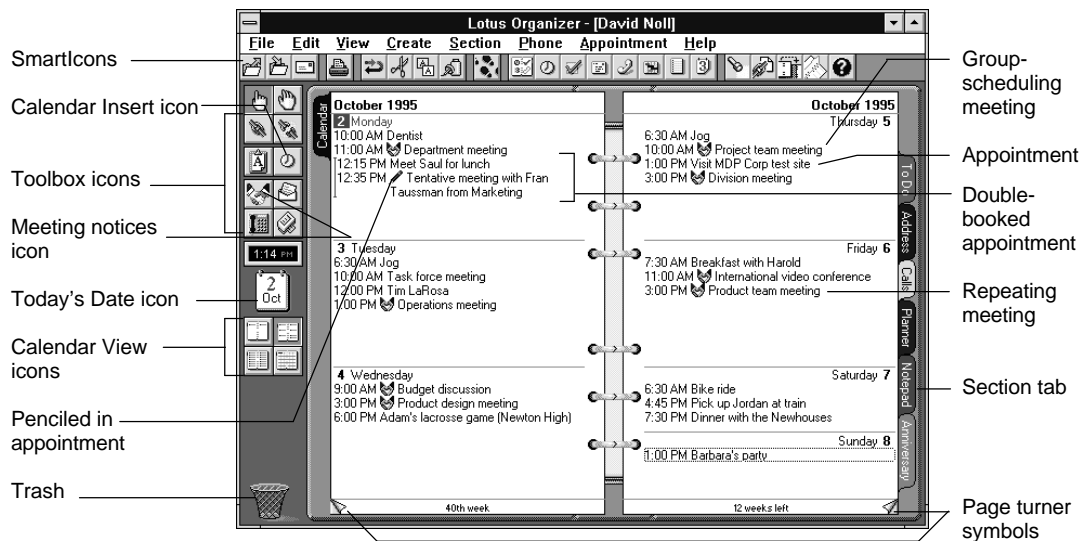 Lotus Organizer - [David Noll]
File Edit View Create Section Phone Appointment Help
SmartIcons
Calendar Insert icon
Toolbox icons
Meeting notices
icon
Today's Date icon
Calendar View
icons
Penciled in
appointment
Trash
1:14 PM
2
Oct
Calendar
October 1995
2 Monday
10:00 AM Dentist
11:00 AM Department meeting
12:15 PM Meet Saul for lunch
12:35 PM Tentative meeting with Fran
Taussman from Marketing
3 Tuesday
6:30 AM Jog
10:00 AM Task force meeting
12:00 PM Tim LaRosa
1:00 PM Operations meeting
4 Wednesday
9:00 AM Budget discussion
3:00 PM Product design meeting
6:00 PM Adam's lacrosse game (Newton High)
40th week
October 1995
Thursday 5
6:30 AM Jog
10:00 AM Project team meeting
1:00 PM Visit MDP Corp test site
3:00 PM Division meeting
Friday 6
7:30 AM Breakfast with Harold
11:00 AM International video conference
3:00 PM Product team meeting
Saturday 7
6:30 AM Bike ride
4:45 PM Pick up Jordan at train
7:30 PM Dinner with the Newhouses
Sunday 8
1:00 PM Barbara's party
12 weeks left
To Do
Address
Calls
Planner
Notepad
Anniversary
Group-
scheduling
meeting
Appointment
Double-
booked
appointment
Repeating
meeting
Section tab
Page turner
symbols